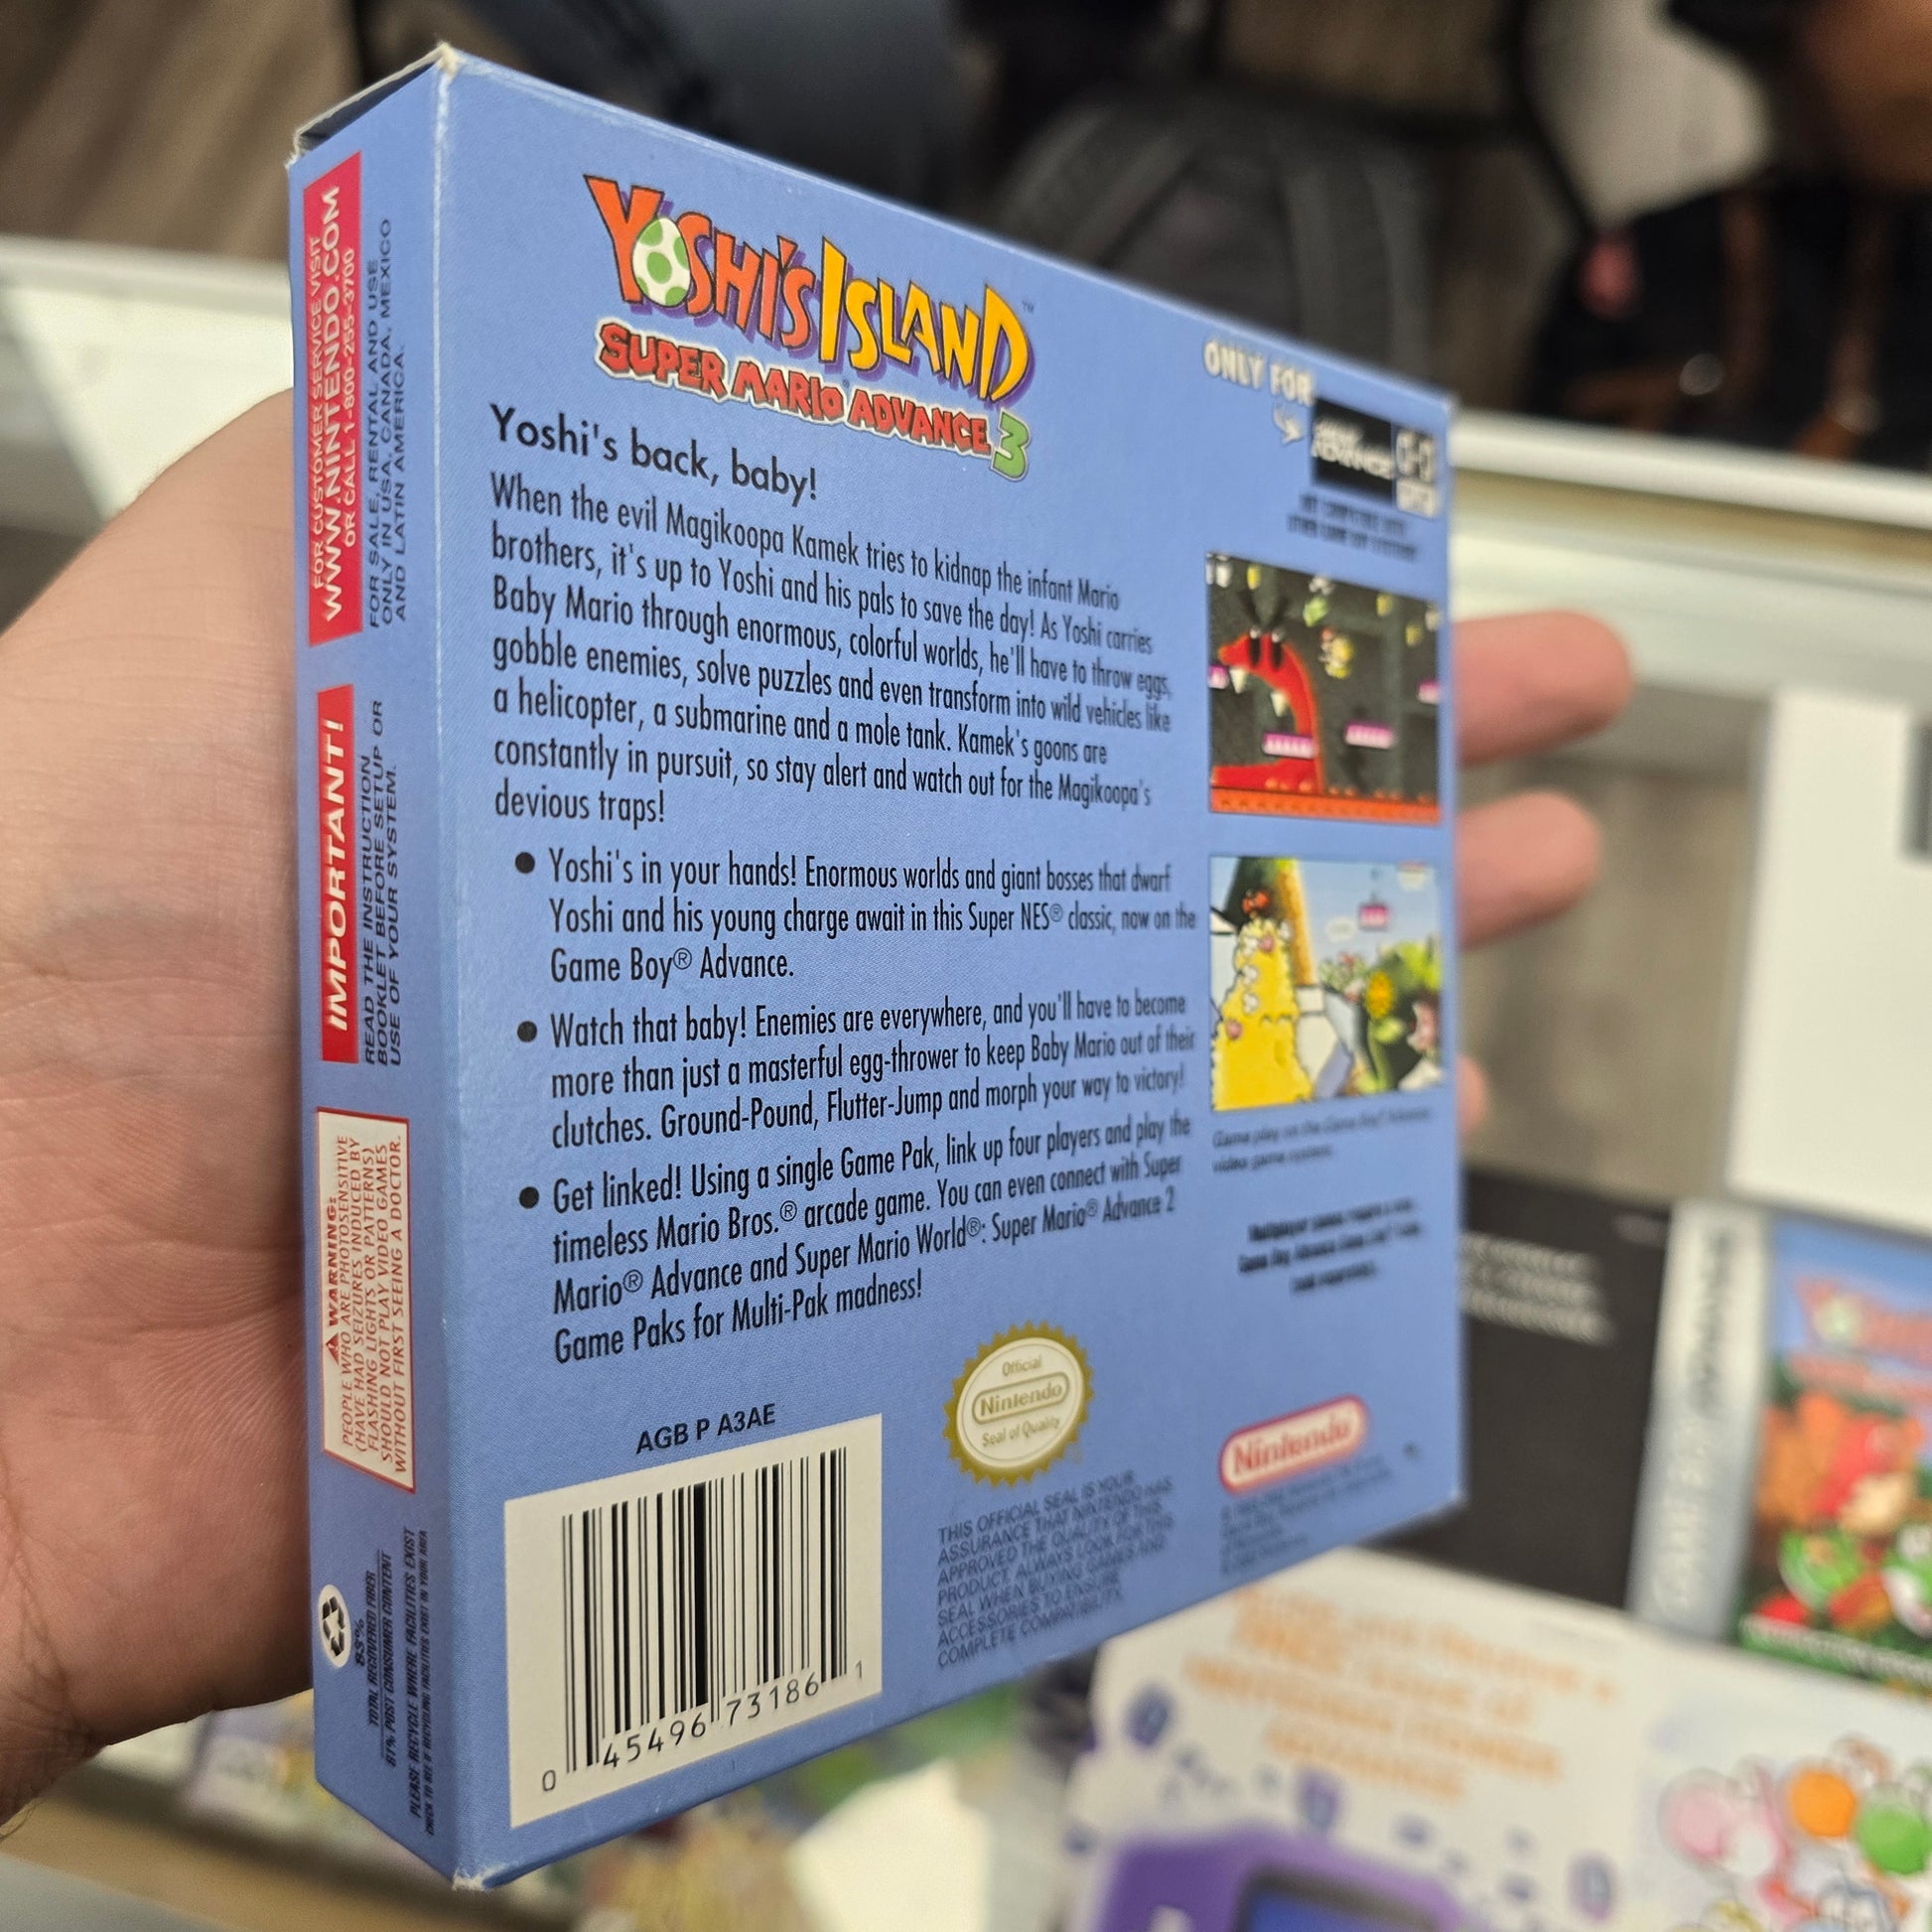 FOR CUSTOMER SERVICE VISIT
WWW.NINTENDO.COM
OR CALL 1-800-255-3700
FOR SALE, RENTAL AND USE
ONLY IN USA, CANADA, MEXICO
AND LATIN AMERICA.
IMPORTANT!
READ THE INSTRUCTION
BOOKLET BEFORE SETUP OR
USE OF YOUR SYSTEM.
⚠WARNING:
PEOPLE WHO ARE PHOTOSENSITIVE
(HAVE HAD SEIZURES INDUCED BY
FLASHING LIGHTS OR PATTERNS)
SHOULD NOT PLAY VIDEO GAMES
WITHOUT FIRST SEEING A DOCTOR.
83%
TOTAL RECOVERED FIBER
PLEASE RECYCLE WHERE FACILITIES EXIST
YOSHI'S ISLAND™
SUPER MARIO® ADVANCE 3
ONLY FOR
Yoshi's back, baby!
When the evil Magikoopa Kamek tries to kidnap the infant Mario
brothers, it's up to Yoshi and his pals to save the day! As Yoshi carries
Baby Mario through enormous, colorful worlds, he'll have to throw eggs,
gobble enemies, solve puzzles and even transform into wild vehicles like
a helicopter, a submarine and a mole tank. Kamek's goons are
constantly in pursuit, so stay alert and watch out for the Magikoopa's
devious traps!
● Yoshi's in your hands! Enormous worlds and giant bosses that dwarf
Yoshi and his young charge await in this Super NES® classic, now on the
Game Boy® Advance.
● Watch that baby! Enemies are everywhere, and you'll have to become
more than just a masterful egg-thrower to keep Baby Mario out of their
clutches. Ground-Pound, Flutter-Jump and morph your way to victory!
● Get linked! Using a single Game Pak, link up four players and play the
timeless Mario Bros.® arcade game. You can even connect with Super
Mario® Advance and Super Mario World®: Super Mario® Advance 2
Game Paks for Multi-Pak madness!
AGB P A3AE
0 45496 73186 1
Official
Nintendo
Seal of Quality
THIS OFFICIAL SEAL IS YOUR
ASSURANCE THAT NINTENDO HAS
APPROVED THE QUALITY OF THIS
PRODUCT. ALWAYS LOOK FOR THIS
SEAL WHEN BUYING GAMES AND
ACCESSORIES TO ENSURE
COMPLETE COMPATIBILITY.
Nintendo